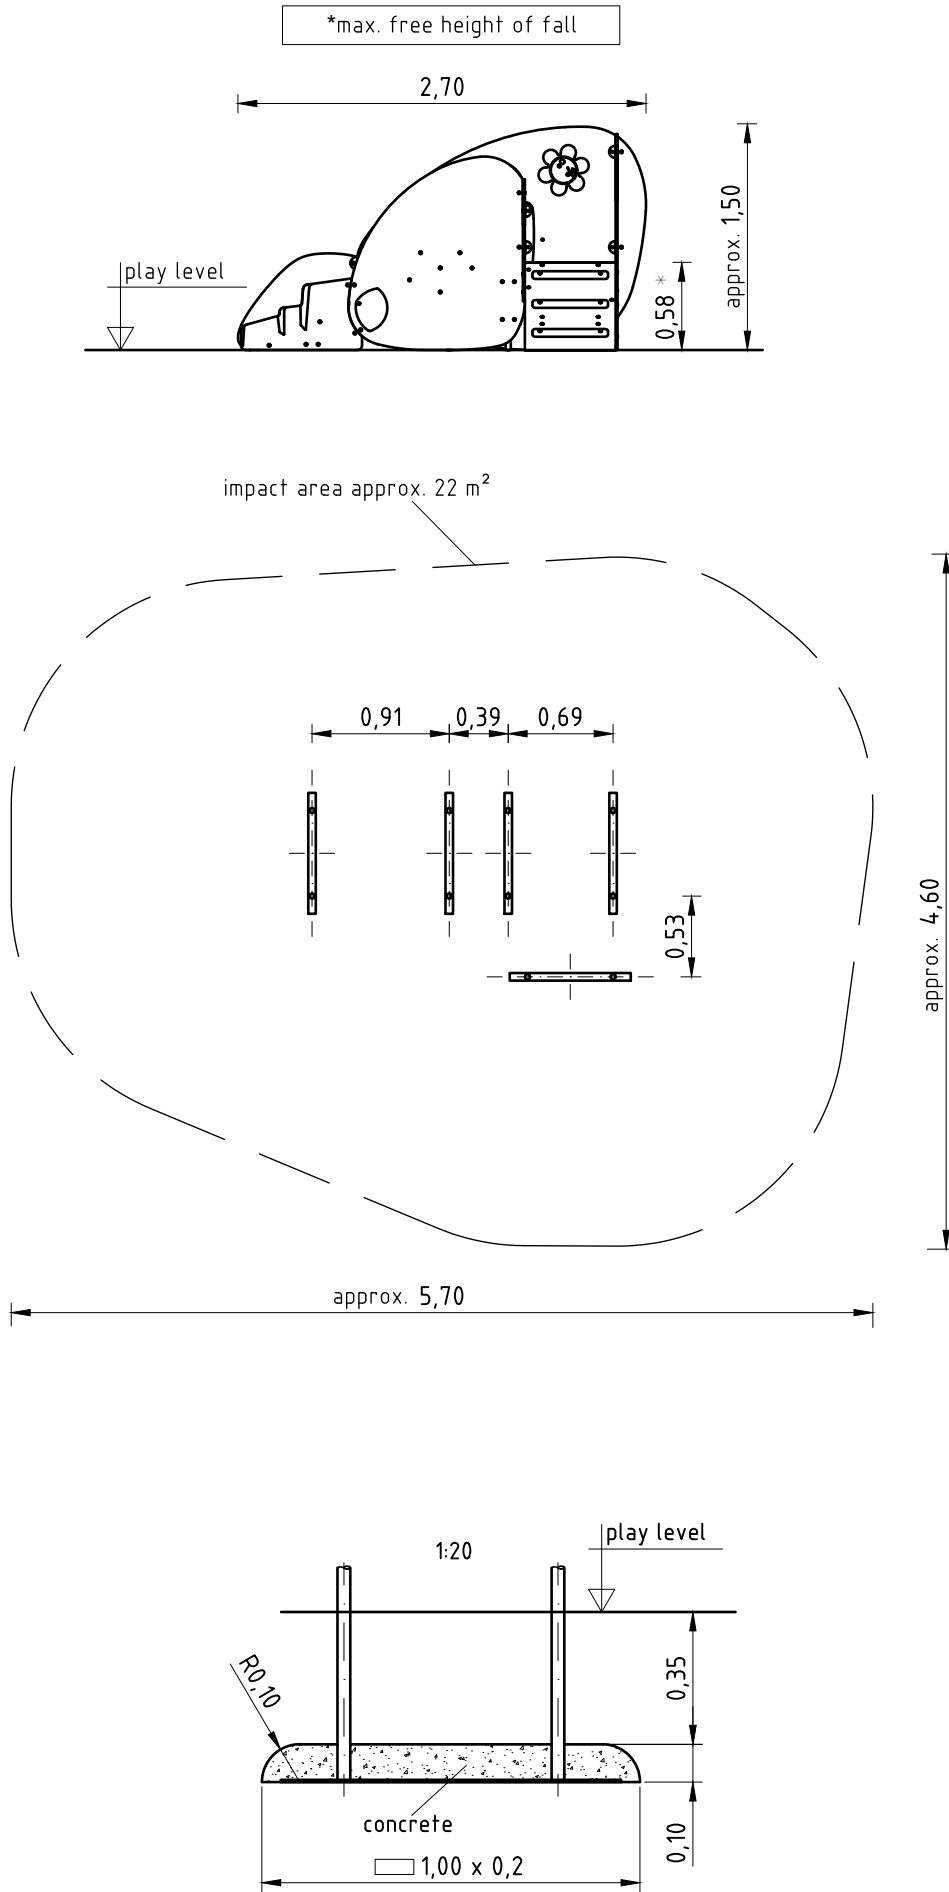 *max. free height of fall
2,70
play level
0,58 *
approx. 1,50
impact area approx. 22 m²
0,91
0,39
0,69
0,53
approx. 4,60
approx. 5,70
1:20
play level
R0,10
0,35
concrete
0,10
1,00 x 0,2